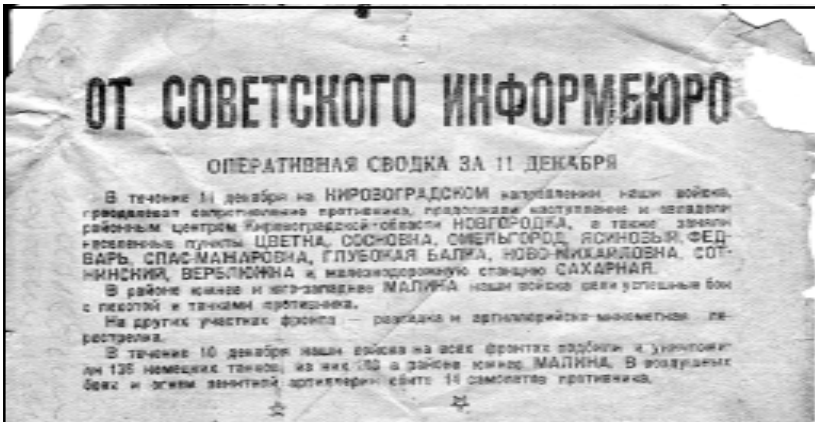 ОТ СОВЕТСКОГО ИНФОРМБЮРО
ОПЕРАТИВНАЯ СВОДКА ЗА 11 ДЕКАБРЯ
В течение 11 декабря на КИРОВОГРАДСКОМ направлении наши войска,
преодолевая сопротивление противника, продолжали наступление и овладели
районным центром Кировоградской области НОВГОРОДКА, а также заняли
населенные пункты ЦВЕТНА, СОСНОВКА, ОМЕЛЬГОРОД, ЯСИНОВЫЙ, ФЕД-
ВАРЬ, СПАС-МАЖАРОВКА, ГЛУБОКАЯ БАЛКА, НОВО-МИХАЙЛОВКА, СОТ-
НИНСКИЙ, ВЕРБЛЮЖКА и железнодорожную станцию САХАРНАЯ.
В районе южнее и юго-западнее МАЛИНА наши войска вели успешные бои
с пехотой и танками противника.
На других участках фронта — разведка и артиллерийско-минометная пе-
рестрелка.
В течение 10 декабря наши войска на всех фронтах подбили и уничтожи-
ли 135 немецких танков, из них в районе южнее МАЛИНА. В воздушных
боях и огнем зенитной артиллерии сбито 14 самолетов противника.